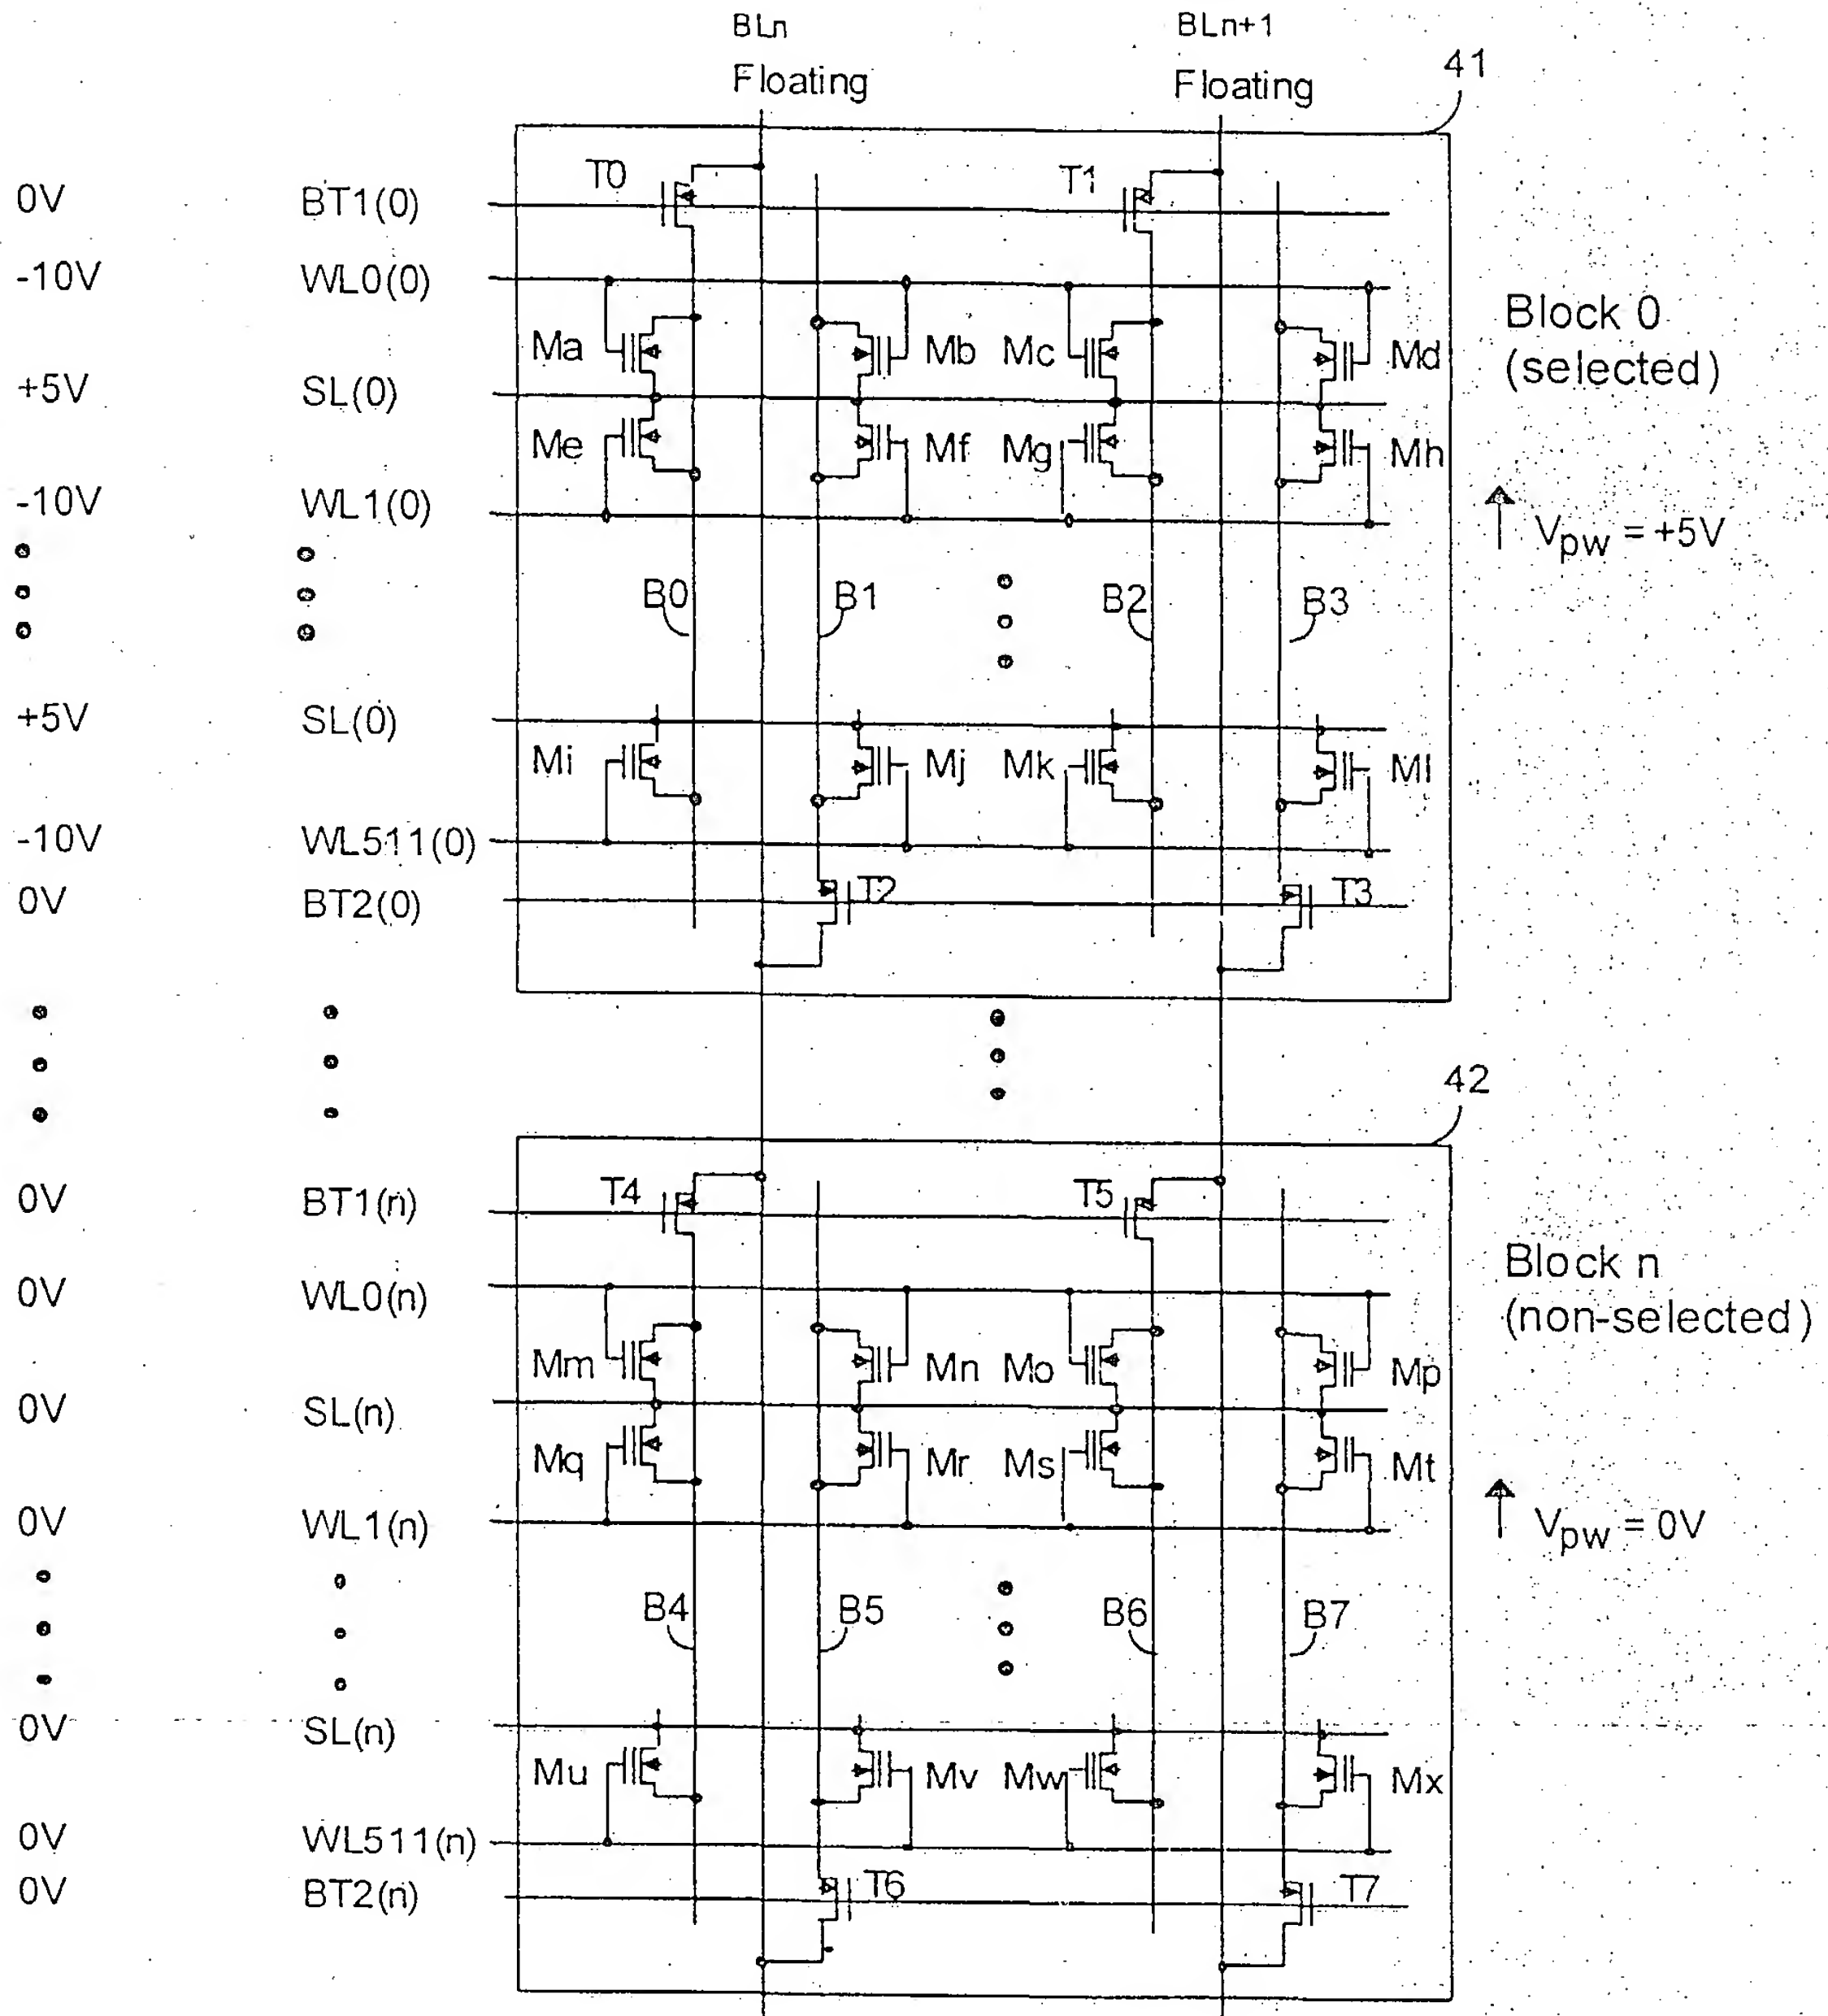 BLn BLn+1
Floating Floating 41
T0 T1
0V BT1(0)
-10V WL0(0)
Block 0
Ma Mb Mc Md
(selected)
+5V SL(0)
Me Mf Mg Mh
-10V WL1(0)
Vpw = +5V
B0 B1 B2 B3
+5V SL(0)
Mi Mj Mk Ml
-10V WL511(0)
0V BT2(0) T2 T3
42
0V BT1(n) T4 T5
Block n
0V WL0(n)
(non-selected)
Mm Mn Mo Mp
0V SL(n)
Mq Mr Ms Mt
0V WL1(n)
Vpw = 0V
B4 B5 B6 B7
0V SL(n)
Mu Mv Mw Mx
0V WL511(n)
0V BT2(n) T6 T7